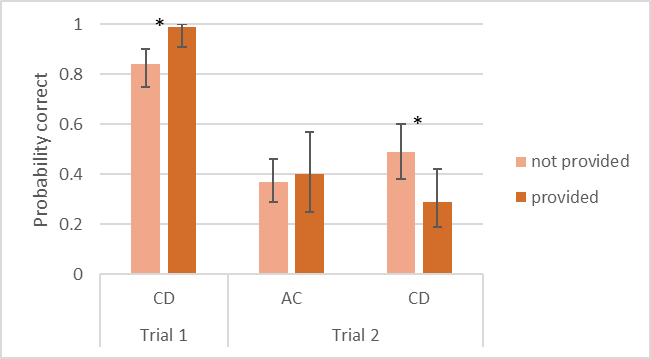 Probability correct
1
0.8
0.6
0.4
0.2
0
*
*
CD
AC
CD
Trial 1
Trial 2
not provided
provided